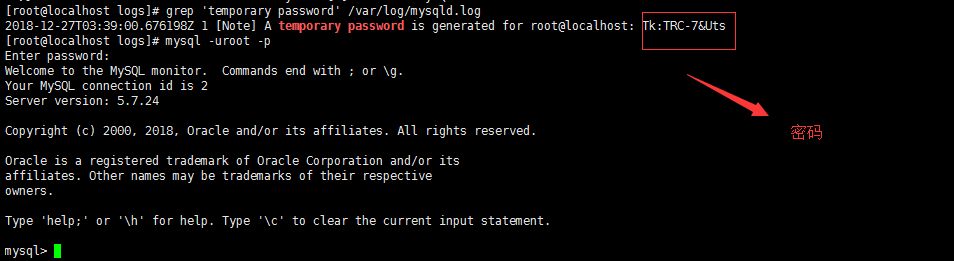 [root@localhost logs]# grep 'temporary password' /var/log/mysqld.log
2018-12-27T03:39:00.676198Z 1 [Note] A temporary password is generated for root@localhost: Tk:TRC-7&Uts
[root@localhost logs]# mysql -uroot -p
Enter password:
Welcome to the MySQL monitor.  Commands end with ; or \g.
Your MySQL connection id is 2
Server version: 5.7.24
Copyright (c) 2000, 2018, Oracle and/or its affiliates. All rights reserved.
密码
Oracle is a registered trademark of Oracle Corporation and/or its
affiliates. Other names may be trademarks of their respective
owners.
Type 'help;' or '\h' for help. Type '\c' to clear the current input statement.
mysql>